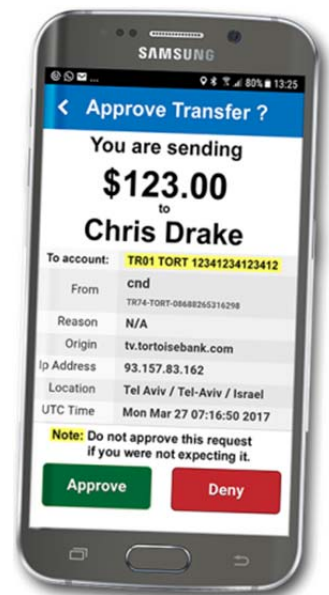 SAMSUNG
... 80% 13:25
< Approve Transfer ?
You are sending
$123.00
to
Chris Drake
To account: TR01 TORT 12341234123412
From cnd
TR74-TORT-08688265316298
Reason N/A
Origin tv.tortoisebank.com
Ip Address 93.157.83.162
Location Tel Aviv / Tel-Aviv / Israel
UTC Time Mon Mar 27 07:16:50 2017
Note: Do not approve this request
if you were not expecting it.
Approve Deny